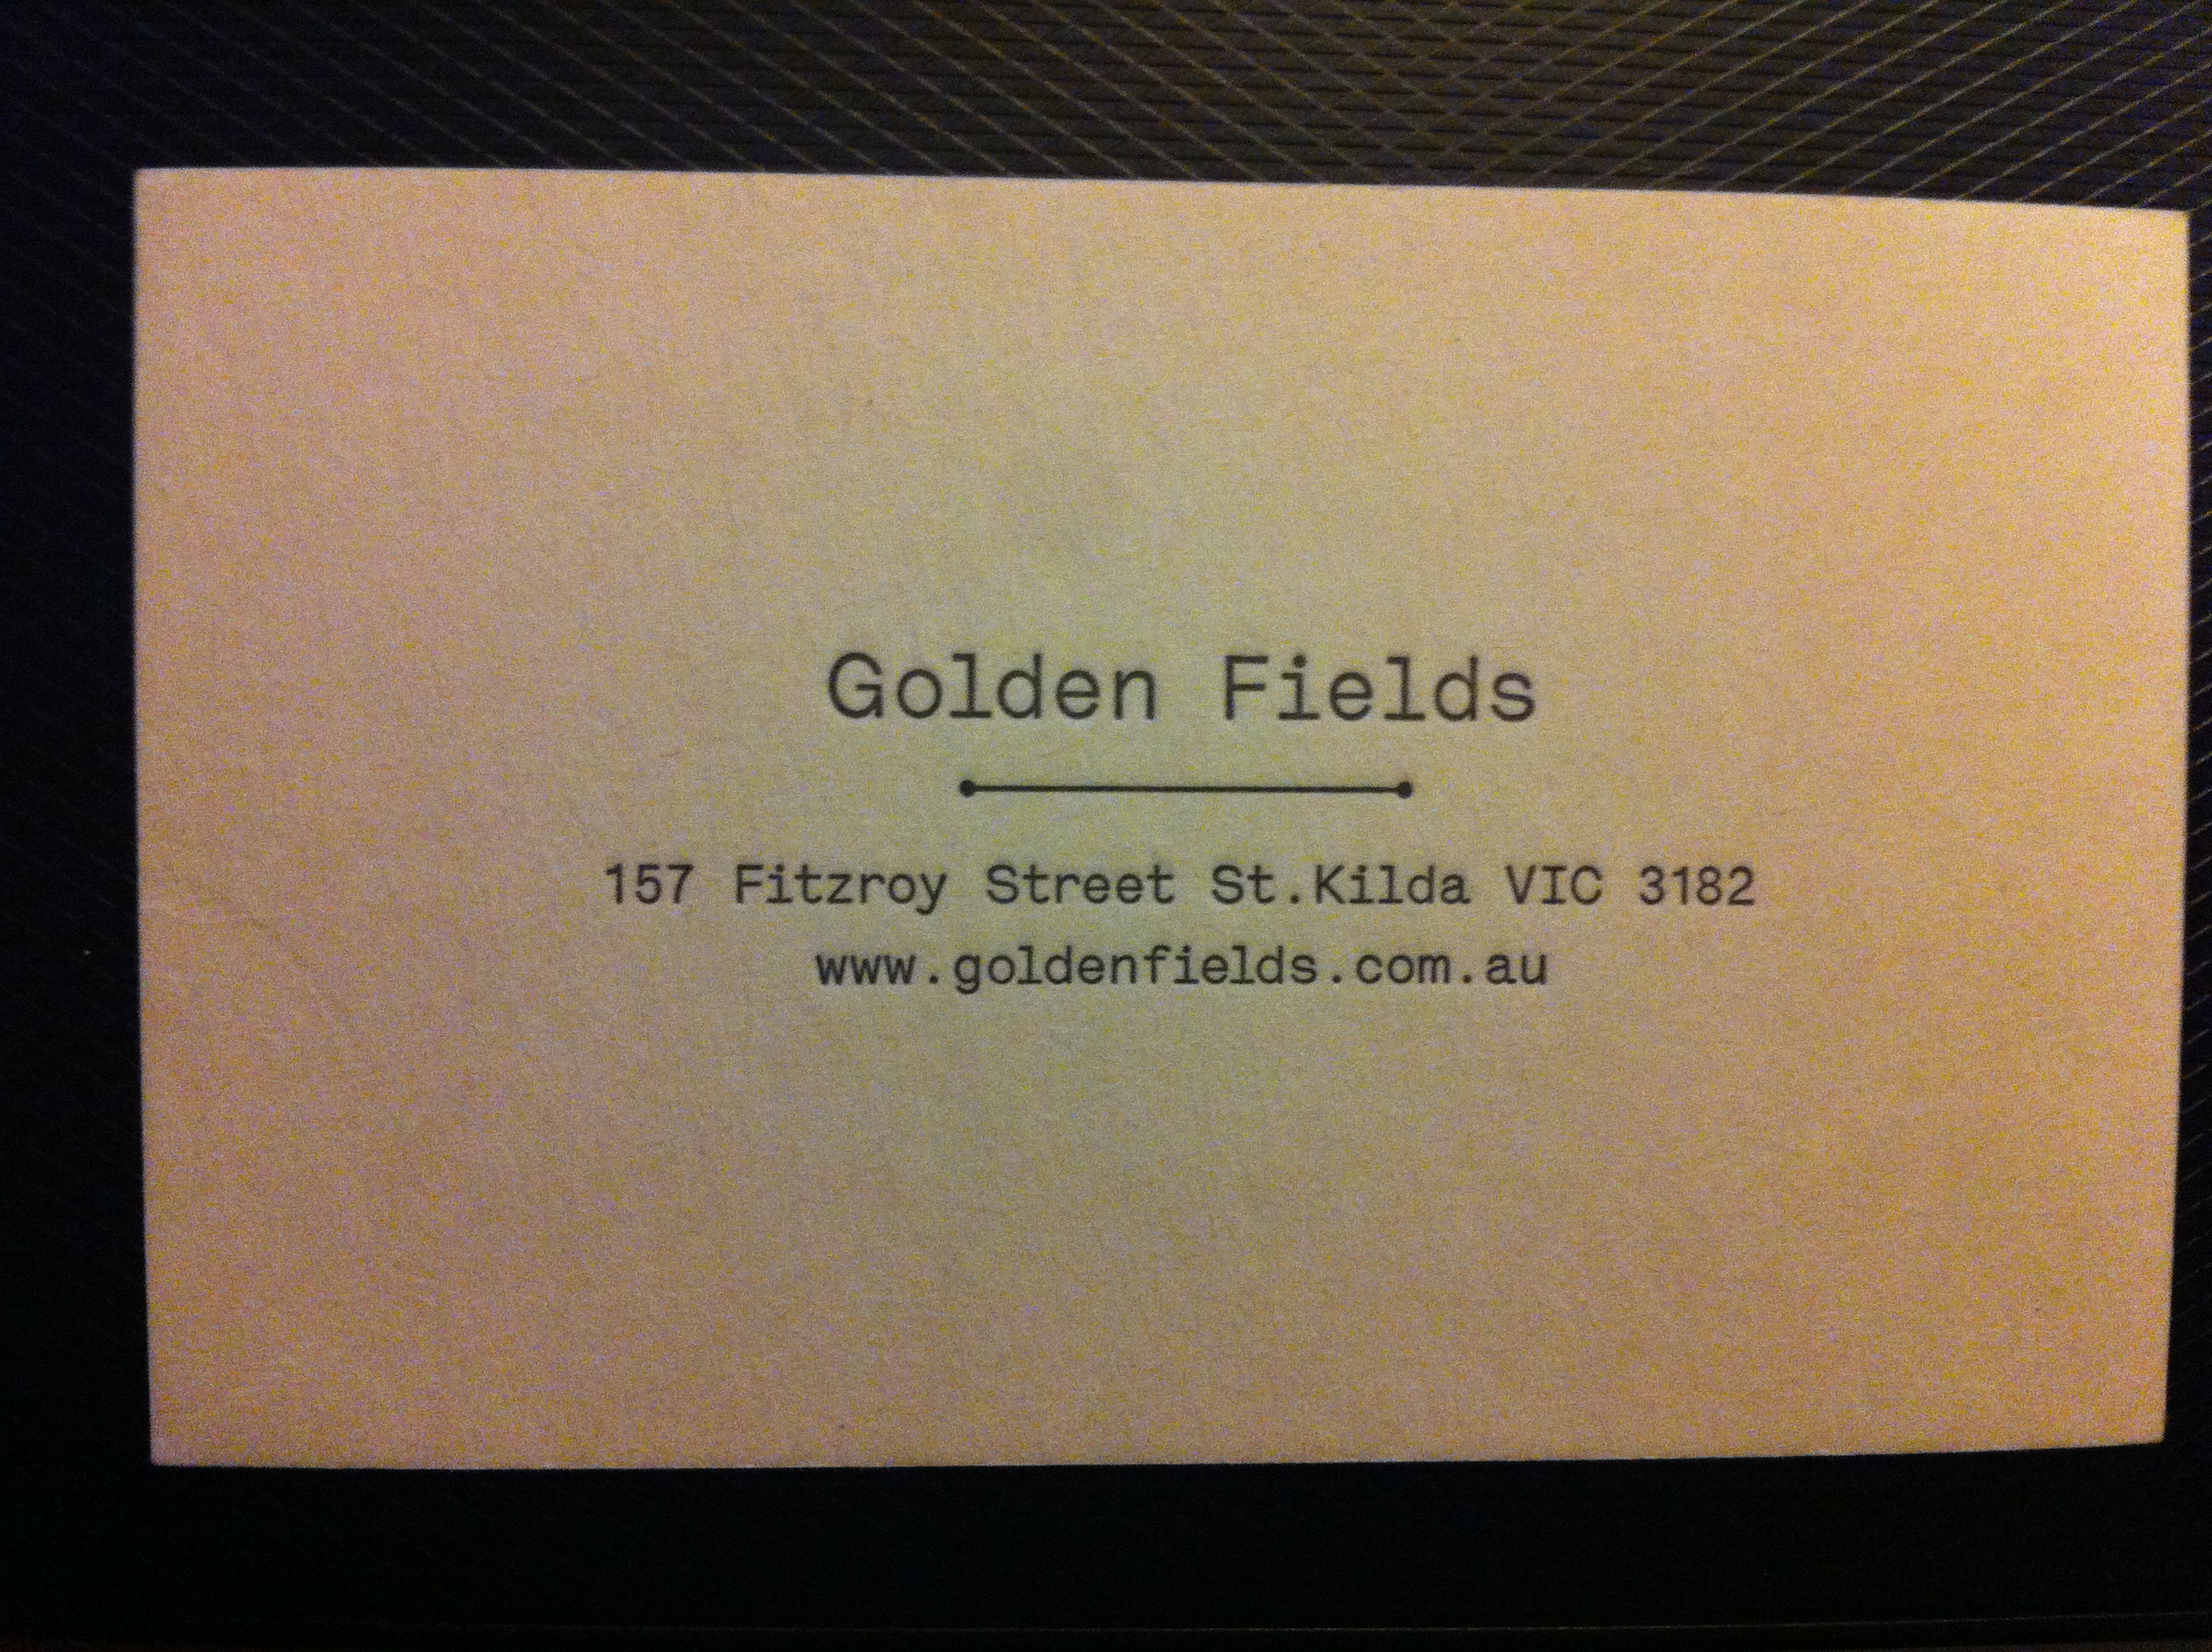 Golden Fields
157 Fitzroy Street St.Kilda VIC 3182
www.goldenfields.com.au